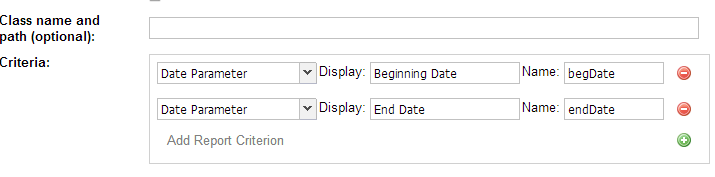 Class name and
path (optional):
Criteria:
Date Parameter Display: Beginning Date Name: begDate
Date Parameter Display: End Date Name: endDate
Add Report Criterion